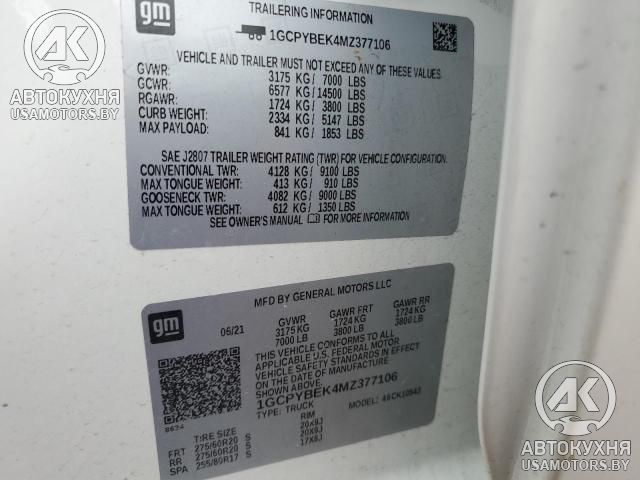 gm
TRAILERING INFORMATION
1GCPYBEK4MZ377106
VEHICLE AND TRAILER MUST NOT EXCEED ANY OF THESE VALUES.
GVWR: 3175 KG/ 7000 LBS
GCWR: 6577 KG/ 14500 LBS
RGAWR: 1724 KG/ 3800 LBS
CURB WEIGHT: 2334 KG/ 5147 LBS
MAX PAYLOAD: 841 KG/ 1853 LBS
SAE J2807 TRAILER WEIGHT RATING (TWR) FOR VEHICLE CONFIGURATION.
CONVENTIONAL TWR: 4128 KG/ 9100 LBS
MAX TONGUE WEIGHT: 413 KG/ 910 LBS
GOOSENECK TWR: 4082 KG/ 9000 LBS
MAX TONGUE WEIGHT: 612 KG/ 1350 LBS
SEE OWNER'S MANUAL FOR MORE INFORMATION
gm
MFD BY GENERAL MOTORS LLC
05/21 GVWR GAWR FRT GAWR RR
3175 KG 1724 KG 1724 KG
7000 LB 3800 LB 3800 LB
THIS VEHICLE CONFORMS TO ALL
APPLICABLE U.S. FEDERAL MOTOR
VEHICLE SAFETY STANDARDS IN EFFECT
ON THE DATE OF MANUFACTURE
SHOWN ABOVE.
1GCPYBEK4MZ377106
TYPE: TRUCK MODEL:
TIRE SIZE RIM
FRT 275/60R20 S 20X9J
RR 275/60R20 S 20X9J
SPA 255/80R17 S 17X8J
АК
АВТОКУХНЯ
USAMOTORS.BY
АК
АВТОКУХНЯ
USAMOTORS.BY